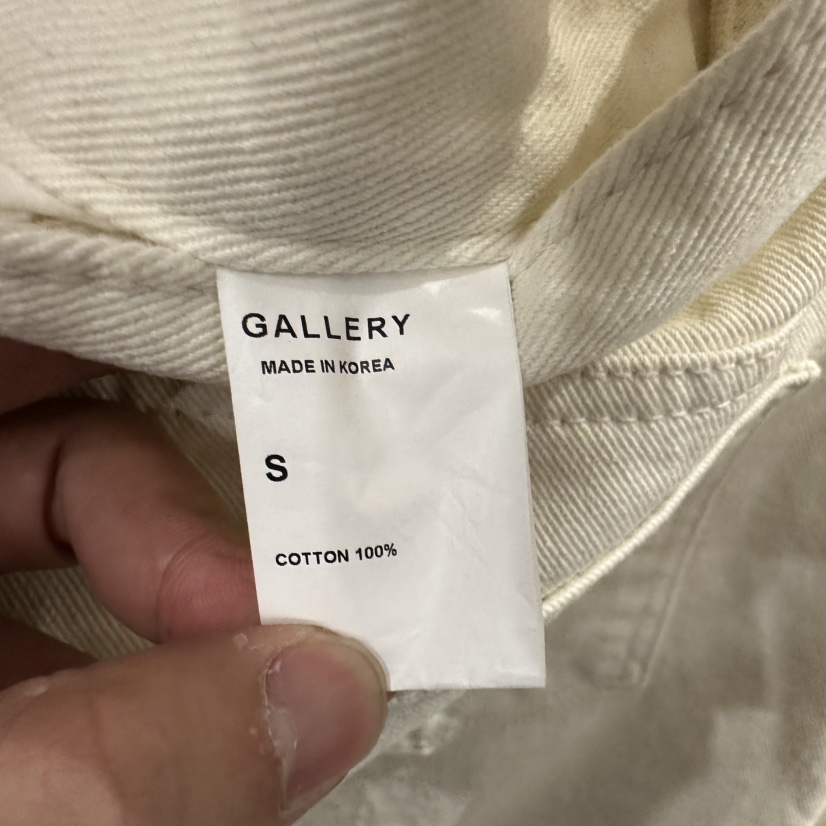 GALLERY
MADE IN KOREA
S
COTTON 100%